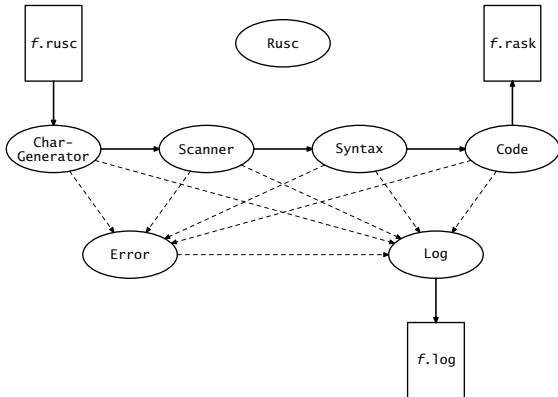 f.rusc
Rusc
f.rask
Char-
Generator
Scanner
Syntax
Code
Error
Log
f.log